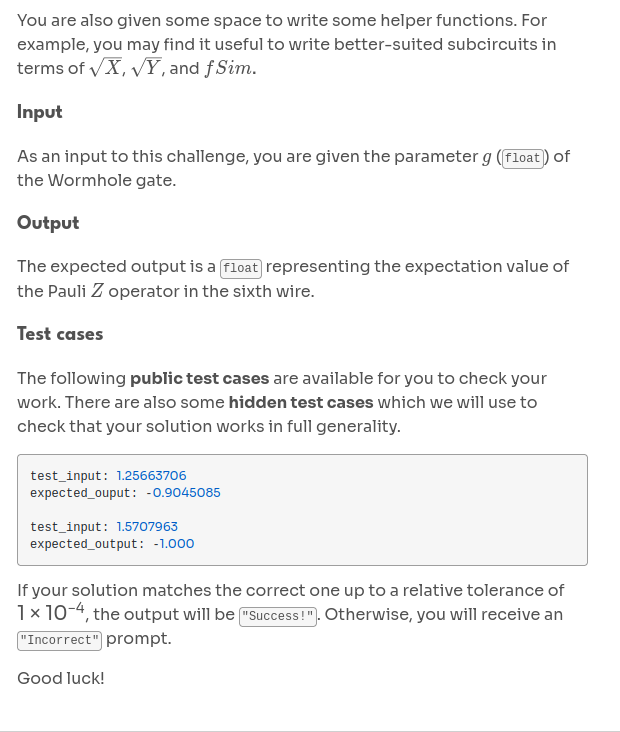 You are also given some space to write some helper functions. For
example, you may find it useful to write better-suited subcircuits in
terms of √X, √Y, and fSim.
Input
As an input to this challenge, you are given the parameter g (float) of
the Wormhole gate.
Output
The expected output is a float representing the expectation value of
the Pauli Z operator in the sixth wire.
Test cases
The following public test cases are available for you to check your
work. There are also some hidden test cases which we will use to
check that your solution works in full generality.
test_input: 1.25663706
expected_ouput: -0.9045085
test_input: 1.5707963
expected_output: -1.000
If your solution matches the correct one up to a relative tolerance of
1 × 10⁻⁴, the output will be "Success!". Otherwise, you will receive an
"Incorrect" prompt.
Good luck!